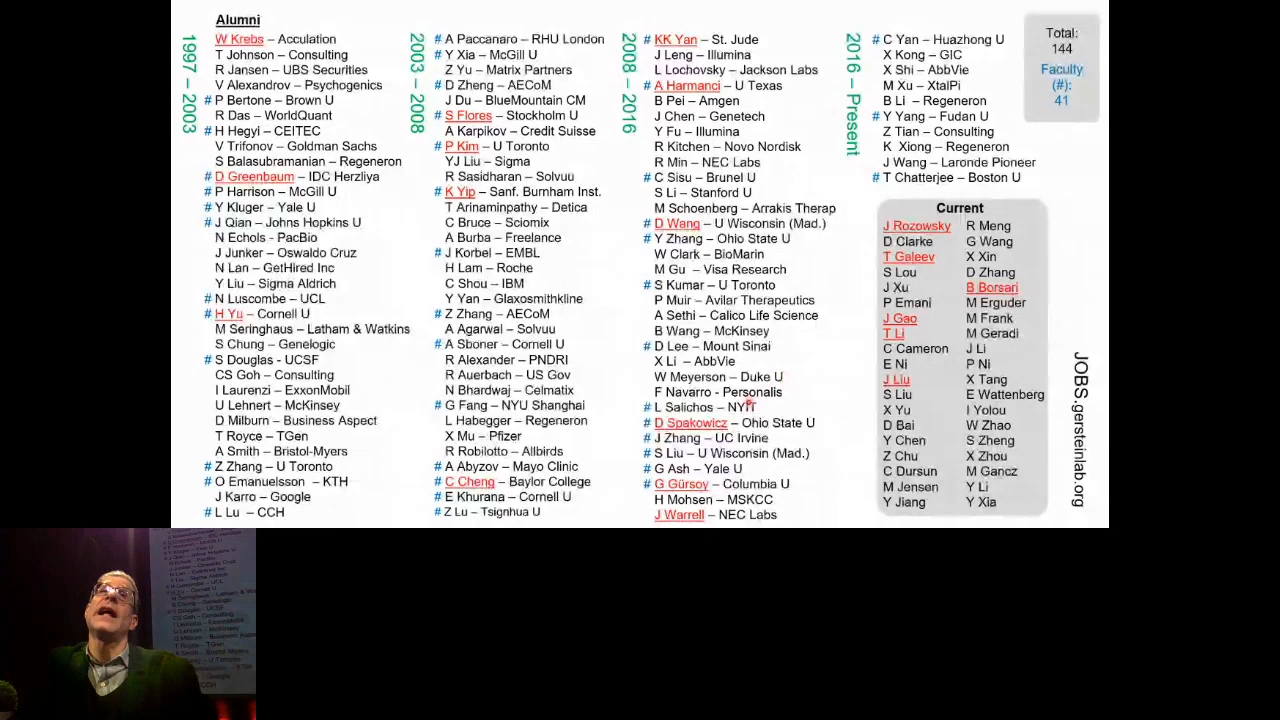 Alumni
1997 – 2003
W Krebs – Acculation
T Johnson – Consulting
R Jansen – UBS Securities
V Alexandrov – Psychogenics
# P Bertone – Brown U
R Das – WorldQuant
# H Hegyi – CEITEC
V Trifonov – Goldman Sachs
S Balasubramanian – Regeneron
# D Greenbaum – IDC Herzliya
# P Harrison – McGill U
# Y Kluger – Yale U
# J Qian – Johns Hopkins U
N Echols - PacBio
J Junker – Oswaldo Cruz
N Lan – GetHired Inc
Y Liu – Sigma Aldrich
# N Luscombe – UCL
# H Yu – Cornell U
M Seringhaus – Latham & Watkins
S Chung – Genelogic
# S Douglas - UCSF
CS Goh – Consulting
I Laurenzi – ExxonMobil
U Lehnert – McKinsey
D Milburn – Business Aspect
T Royce – TGen
A Smith – Bristol-Myers
# Z Zhang – U Toronto
# O Emanuelsson – KTH
J Karro – Google
# L Lu – CCH
2003 – 2008
# A Paccanaro – RHU London
# Y Xia – McGill U
Z Yu – Matrix Partners
# D Zheng – AECoM
J Du – BlueMountain CM
# S Flores – Stockholm U
A Karpikov – Credit Suisse
# P Kim – U Toronto
YJ Liu – Sigma
R Sasidharan – Solvuu
# K Yip – Sanf. Burnham Inst.
T Arinaminpathy – Detica
C Bruce – Sciomix
A Burba – Freelance
# J Korbel – EMBL
H Lam – Roche
C Shou – IBM
Y Yan – Glaxosmithkline
# Z Zhang – AECoM
A Agarwal – Solvuu
# A Sboner – Cornell U
R Alexander – PNDRI
R Auerbach – US Gov
N Bhardwaj – Celmatix
# G Fang – NYU Shanghai
L Habegger – Regeneron
X Mu – Pfizer
R Robilotto – Allbirds
# A Abyzov – Mayo Clinic
# C Cheng – Baylor College
# E Khurana – Cornell U
# Z Lu – Tsignhua U
2008 – 2016
# KK Yan – St. Jude
J Leng – Illumina
L Lochovsky – Jackson Labs
# A Harmanci – U Texas
B Pei – Amgen
J Chen – Genetech
Y Fu – Illumina
R Kitchen – Novo Nordisk
R Min – NEC Labs
# C Sisu – Brunel U
S Li – Stanford U
M Schoenberg – Arrakis Therap
# D Wang – U Wisconsin (Mad.)
# Y Zhang – Ohio State U
W Clark – BioMarin
M Gu - Visa Research
# S Kumar – U Toronto
P Muir – Avilar Therapeutics
A Sethi – Calico Life Science
B Wang – McKinsey
# D Lee – Mount Sinai
X Li – AbbVie
W Meyerson – Duke U
F Navarro - Personalis
# L Salichos – NYIT
# D Spakowicz – Ohio State U
# J Zhang – UC Irvine
# S Liu – U Wisconsin (Mad.)
# G Ash – Yale U
# G Gürsoy – Columbia U
H Mohsen – MSKCC
J Warrell – NEC Labs
2016 – Present
# C Yan – Huazhong U
X Kong – GIC
X Shi – AbbVie
M Xu – XtalPi
B Li – Regeneron
# Y Yang – Fudan U
Z Tian – Consulting
K Xiong – Regeneron
J Wang – Laronde Pioneer
# T Chatterjee – Boston U
Total:
144
Faculty
(#):
41
Current
J Rozowsky R Meng
D Clarke G Wang
T Galeev X Xin
S Lou D Zhang
J Xu B Borsari
P Emani M Erguder
J Gao M Frank
T Li M Geradi
C Cameron J Li
E Ni P Ni
J Liu X Tang
S Liu E Wattenberg
X Yu I Yolou
D Bai W Zhao
Y Chen S Zheng
Z Chu X Zhou
C Dursun M Gancz
M Jensen Y Li
Y Jiang Y Xia
JOBS.gersteinlab.org